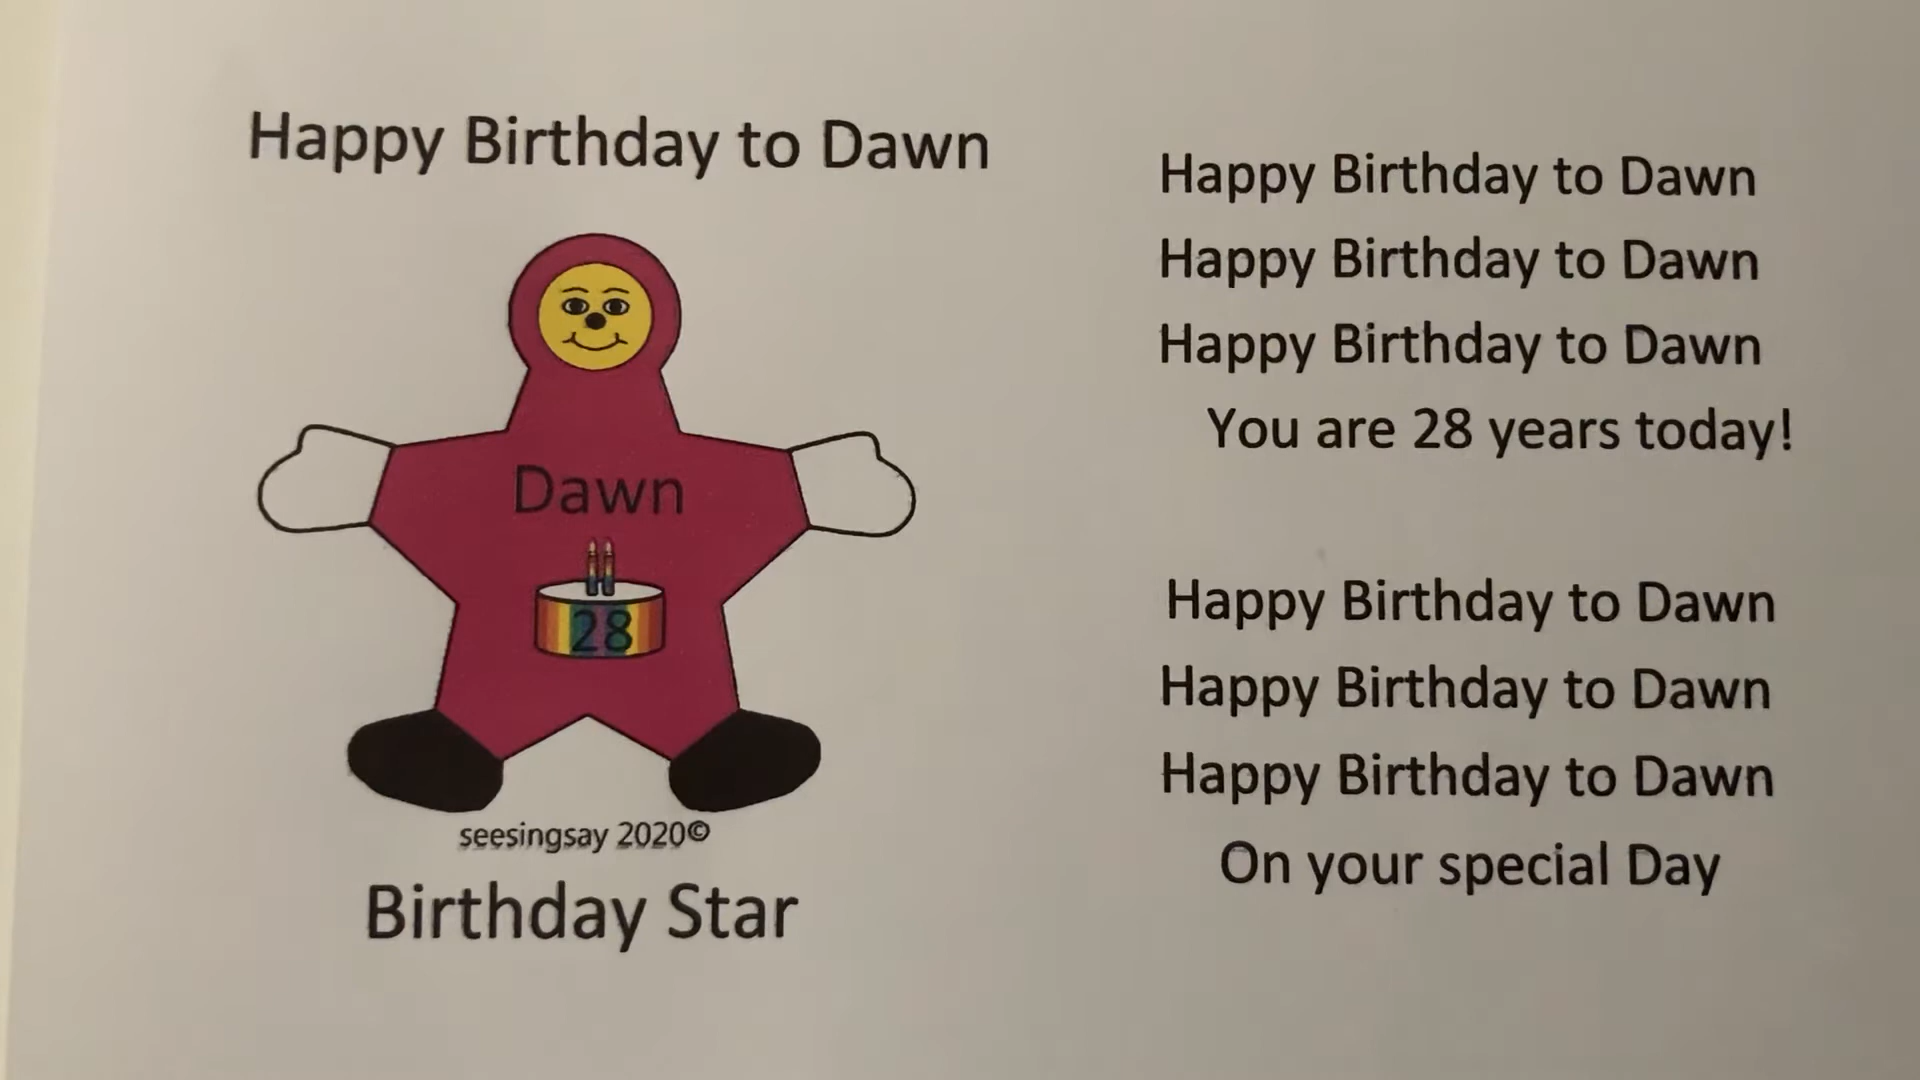 Happy Birthday to Dawn
Dawn
28
seesingsay 2020©
Birthday Star
Happy Birthday to Dawn
Happy Birthday to Dawn
Happy Birthday to Dawn
You are 28 years today!
Happy Birthday to Dawn
Happy Birthday to Dawn
Happy Birthday to Dawn
On your special Day